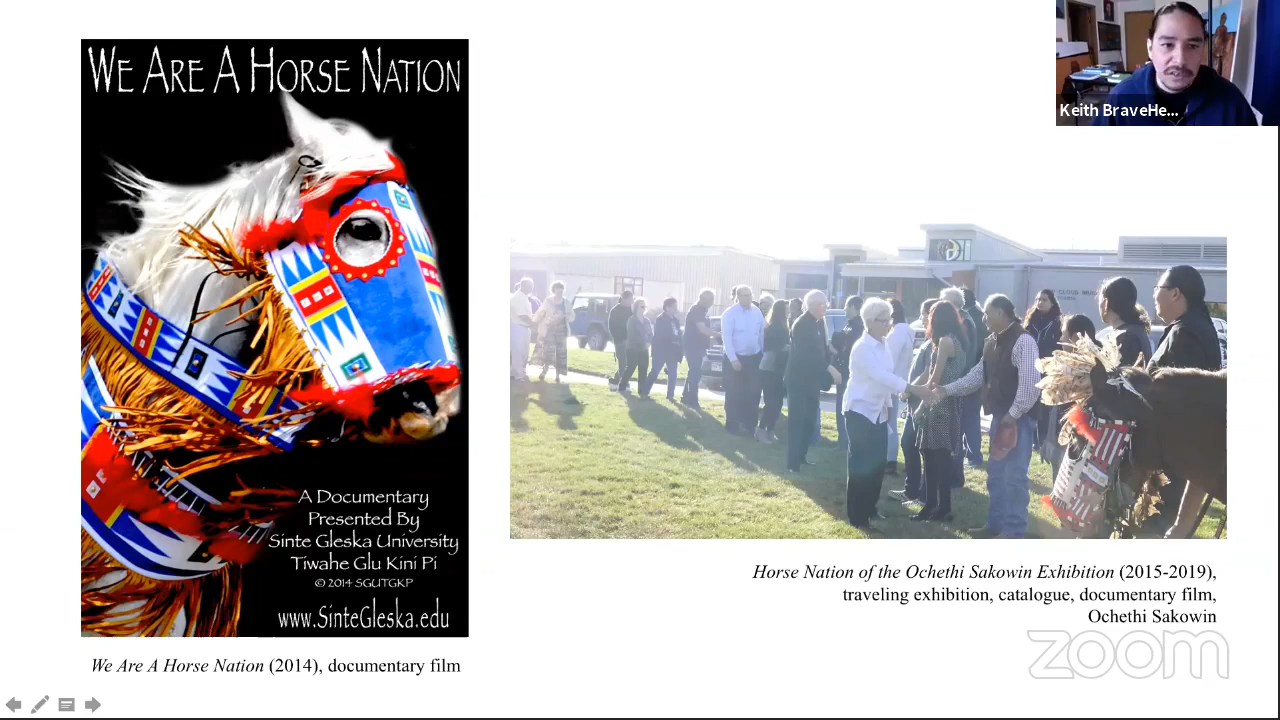 WE ARE A HORSE NATION
A Documentary
Presented By
Sinte Gleska University
Tiwahe Glu Kini Pi
© 2014 SGUTGKP
www.SinteGleska.edu
We Are A Horse Nation (2014), documentary film
Keith BraveHe...
Horse Nation of the Ochethi Sakowin Exhibition (2015-2019),
traveling exhibition, catalogue, documentary film,
Ochethi Sakowin
zoom